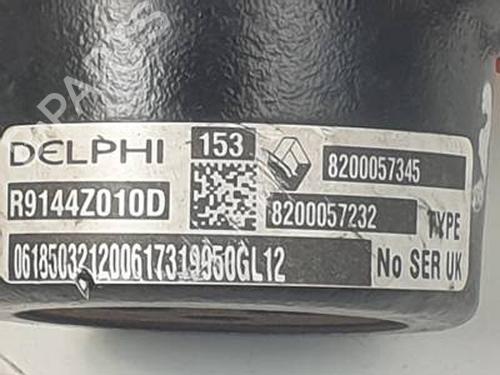 DELPHI 153 8200057345
R9144Z010D 8200057232 TYPE
061850321200617319950GL12 No SER UK